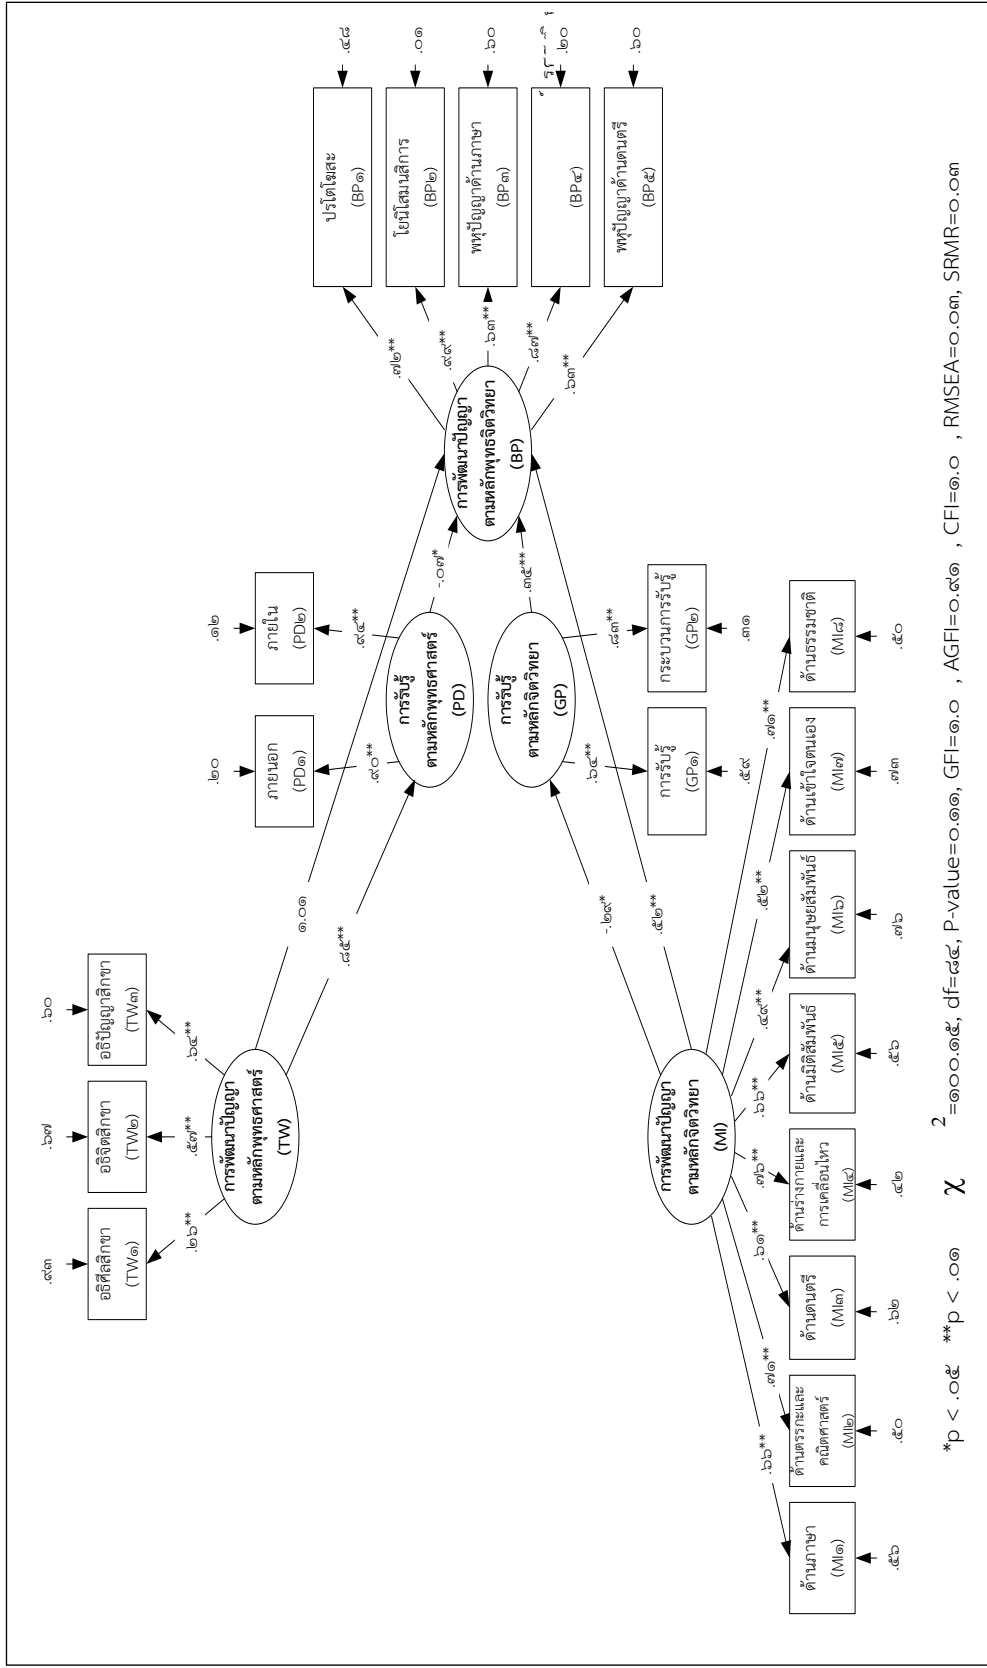 .๙๓
.๖๗
.๖๐
อธิศีลสิกขา
(TW๑)
อธิจิตสิกขา
(TW๒)
อธิปัญญาสิกขา
(TW๓)
.๒๖**
.๕๗**
.๖๔**
.๒๐
.๑๒
การพัฒนาปัญญา
ตามหลักพุทธศาสตร์
(TW)
ภายนอก
(PD๑)
ภายใน
(PD๒)
๑.๐๑
.๘๕**
.๙๐**
.๙๔**
การรับรู้
ตามหลักพุทธศาสตร์
(PD)
-.๐๗*
ปรโตโฆสะ
(BP๑)
.๔๘
.๗๒**
โยนิโสมนสิการ
(BP๒)
.๐๑
.๙๙**
การพัฒนาปัญญา
ตามหลักพุทธจิตวิทยา
(BP)
.๖๓**
พหุปัญญาด้านภาษา
(BP๓)
.๖๐
.๘๗**
(BP๔)
.๒๐
.๖๓**
พหุปัญญาด้านดนตรี
(BP๕)
.๖๐
การรับรู้
ตามหลักจิตวิทยา
(GP)
.๓๕**
-.๒๙*
.๕๒**
.๖๔**
.๘๓**
การรับรู้
(GP๑)
กระบวนการรับรู้
(GP๒)
.๕๙
.๓๑
การพัฒนาปัญญา
ตามหลักจิตวิทยา
(MI)
.๖๖**
.๗๑**
.๖๑**
.๗๖**
.๖๖**
.๔๙**
.๕๒**
.๗๑**
ด้านภาษา
(MI๑)
ด้านตรรกะและ
คณิตศาสตร์
(MI๒)
ด้านดนตรี
(MI๓)
ด้านร่างกายและ
การเคลื่อนไหว
(MI๔)
ด้านมิติสัมพันธ์
(MI๕)
ด้านมนุษยสัมพันธ์
(MI๖)
ด้านเข้าใจตนเอง
(MI๗)
ด้านธรรมชาติ
(MI๘)
.๕๖
.๕๐
.๖๒
.๔๒
.๕๖
.๗๖
.๗๓
.๕๐
*p < .๐๕ **p < .๐๑ χ ²=๑๐๐.๑๕, df=๘๔, P-value=๐.๑๑, GFI=๑.๐ , AGFI=๐.๙๑ , CFI=๑.๐ , RMSEA=๐.๐๓, SRMR=๐.๐๓